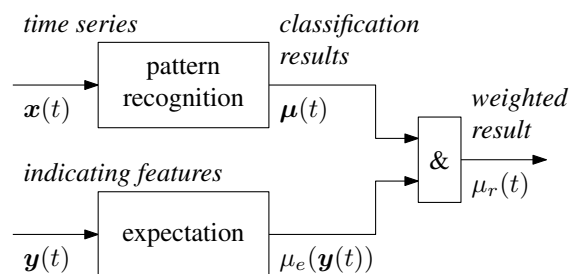 time series
classification
results
pattern
recognition
x(t)
μ(t)
weighted
result
&
μ_r(t)
indicating features
expectation
y(t)
μ_e(y(t))